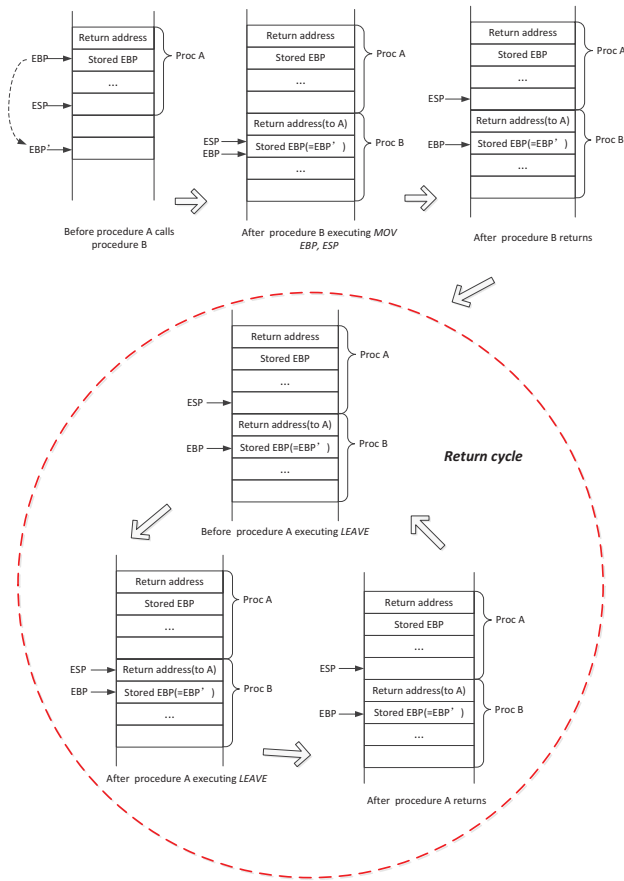 Return address
EBP
Stored EBP
Proc A
...
ESP
EBP'
Before procedure A calls
procedure B
Return address
Stored EBP
Proc A
...
Return address(to A)
ESP
Stored EBP(=EBP')
Proc B
EBP
...
After procedure B executing MOV
EBP, ESP
Return address
Stored EBP
Proc A
...
ESP
Return address(to A)
EBP
Stored EBP(=EBP')
Proc B
...
After procedure B returns
Return address
Stored EBP
Proc A
...
ESP
Return address(to A)
EBP
Stored EBP(=EBP')
Proc B
...
Before procedure A executing LEAVE
Return cycle
Return address
Stored EBP
Proc A
...
ESP
Return address(to A)
EBP
Stored EBP(=EBP')
Proc B
...
After procedure A executing LEAVE
Return address
Stored EBP
Proc A
...
ESP
Return address(to A)
EBP
Stored EBP(=EBP')
Proc B
...
After procedure A returns